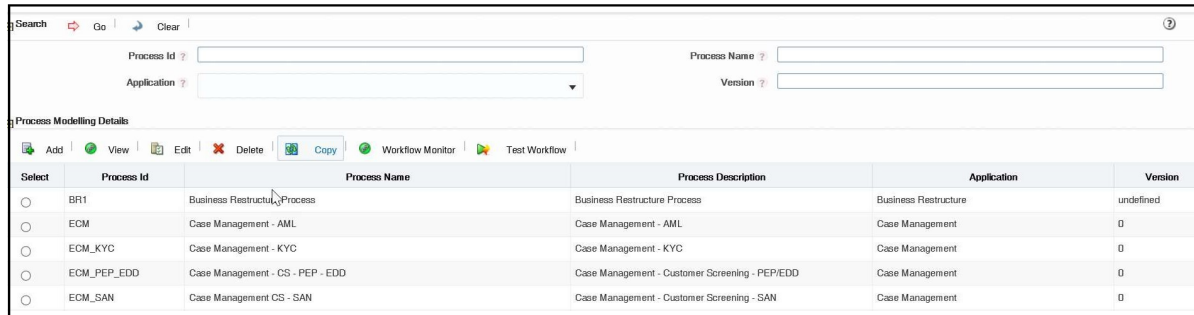 Search Go Clear ?
Process Id ? Process Name ?
Application ? Version ?
Process Modelling Details
Add View Edit Delete Copy Workflow Monitor Test Workflow
Select Process Id Process Name Process Description Application Version
BR1 Business Restructure Process Business Restructure Process Business Restructure undefined
ECM Case Management - AML Case Management - AML Case Management 0
ECM_KYC Case Management - KYC Case Management - KYC Case Management 0
ECM_PEP_EDD Case Management - CS - PEP - EDD Case Management - Customer Screening - PEP/EDD Case Management 0
ECM_SAN Case Management CS - SAN Case Management - Customer Screening - SAN Case Management 0